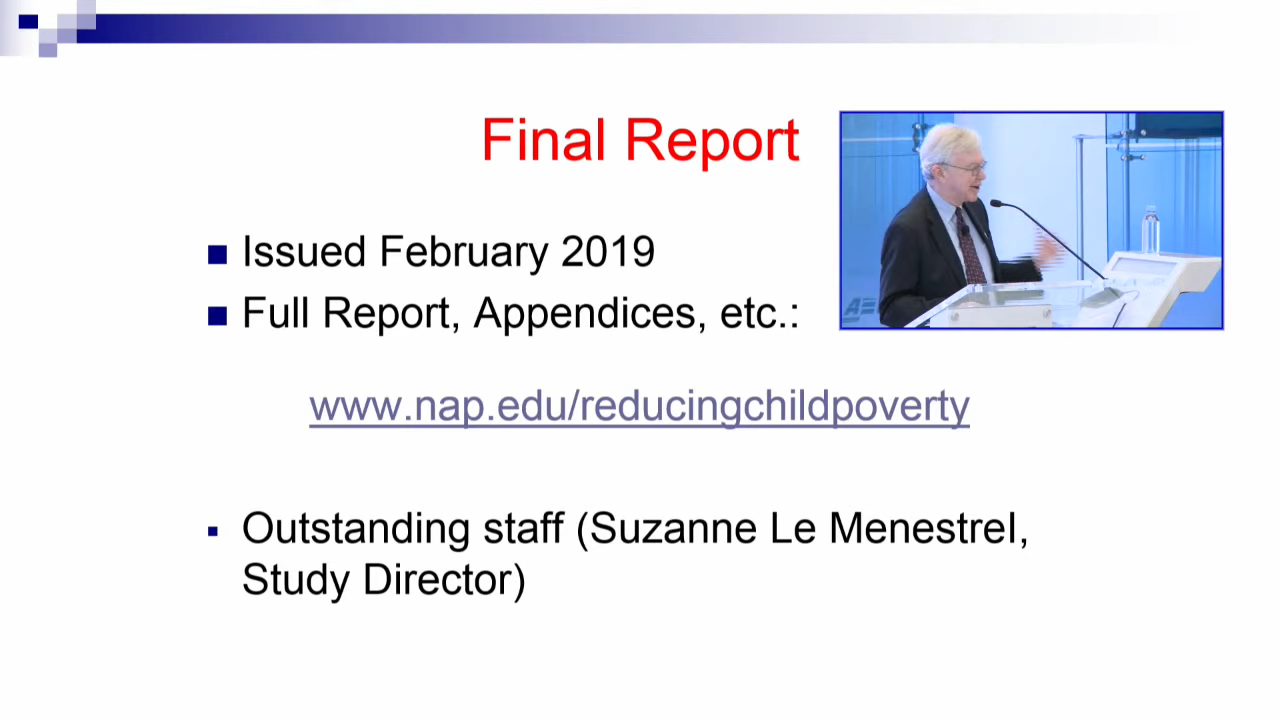 Final Report
Issued February 2019
Full Report, Appendices, etc.:
www.nap.edu/reducingchildpoverty
Outstanding staff (Suzanne Le Menestrel,
Study Director)